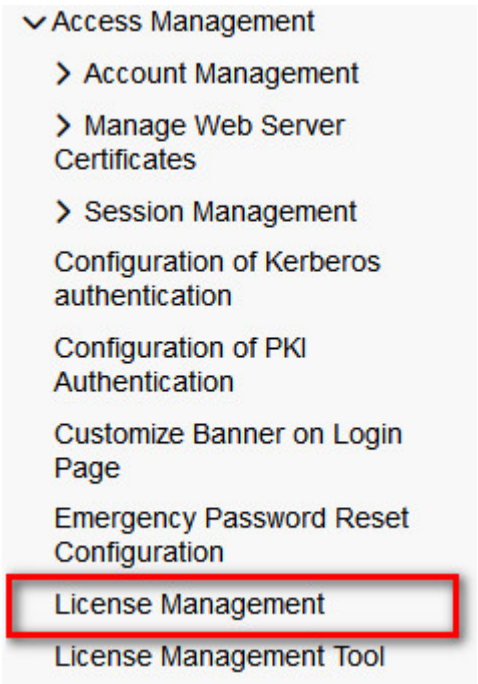 Access Management
Account Management
Manage Web Server
Certificates
Session Management
Configuration of Kerberos
authentication
Configuration of PKI
Authentication
Customize Banner on Login
Page
Emergency Password Reset
Configuration
License Management
License Management Tool